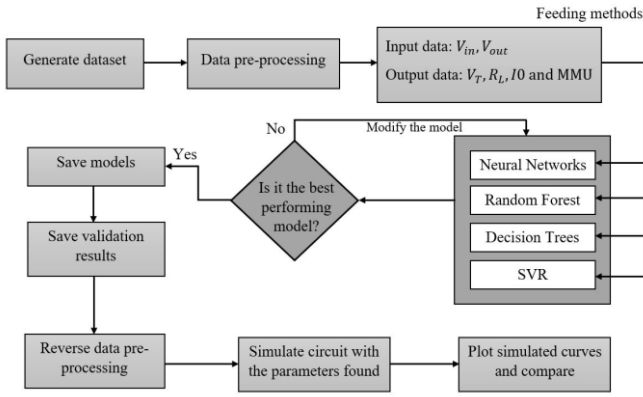 Feeding methods
Generate dataset
Data pre-processing
Input data: V_in, V_out
Output data: V_T, R_L, I0 and MMU
No
Modify the model
Yes
Save models
Is it the best
performing
model?
Neural Networks
Random Forest
Decision Trees
SVR
Save validation
results
Reverse data pre-
processing
Simulate circuit with
the parameters found
Plot simulated curves
and compare